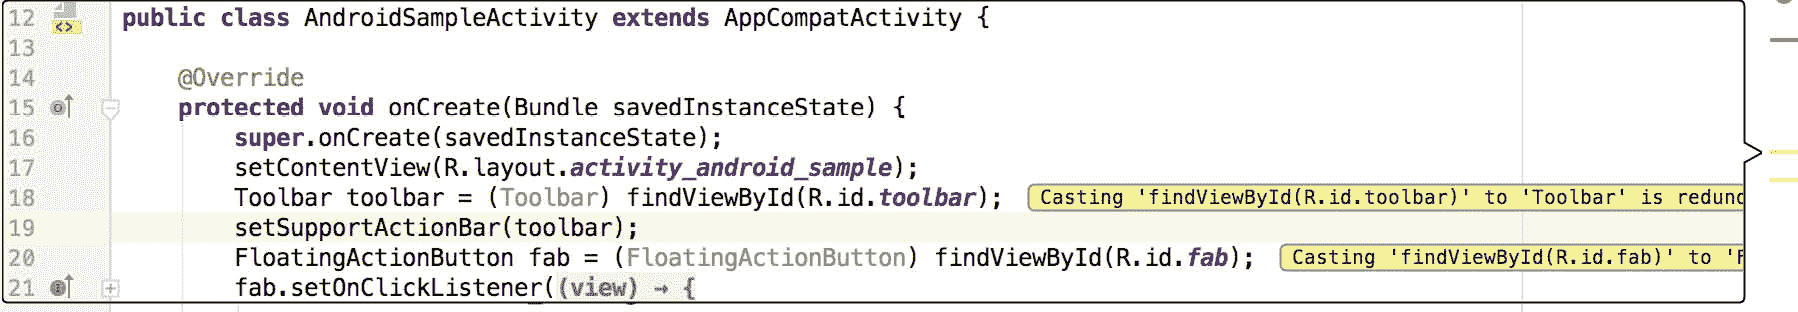 12 public class AndroidSampleActivity extends AppCompatActivity {
13
14 @Override
15 protected void onCreate(Bundle savedInstanceState) {
16 super.onCreate(savedInstanceState);
17 setContentView(R.layout.activity_android_sample);
18 Toolbar toolbar = (Toolbar) findViewById(R.id.toolbar); Casting 'findViewById(R.id.toolbar)' to 'Toolbar' is redund
19 setSupportActionBar(toolbar);
20 FloatingActionButton fab = (FloatingActionButton) findViewById(R.id.fab); Casting 'findViewById(R.id.fab)' to 'F
21 fab.setOnClickListener((view) → {